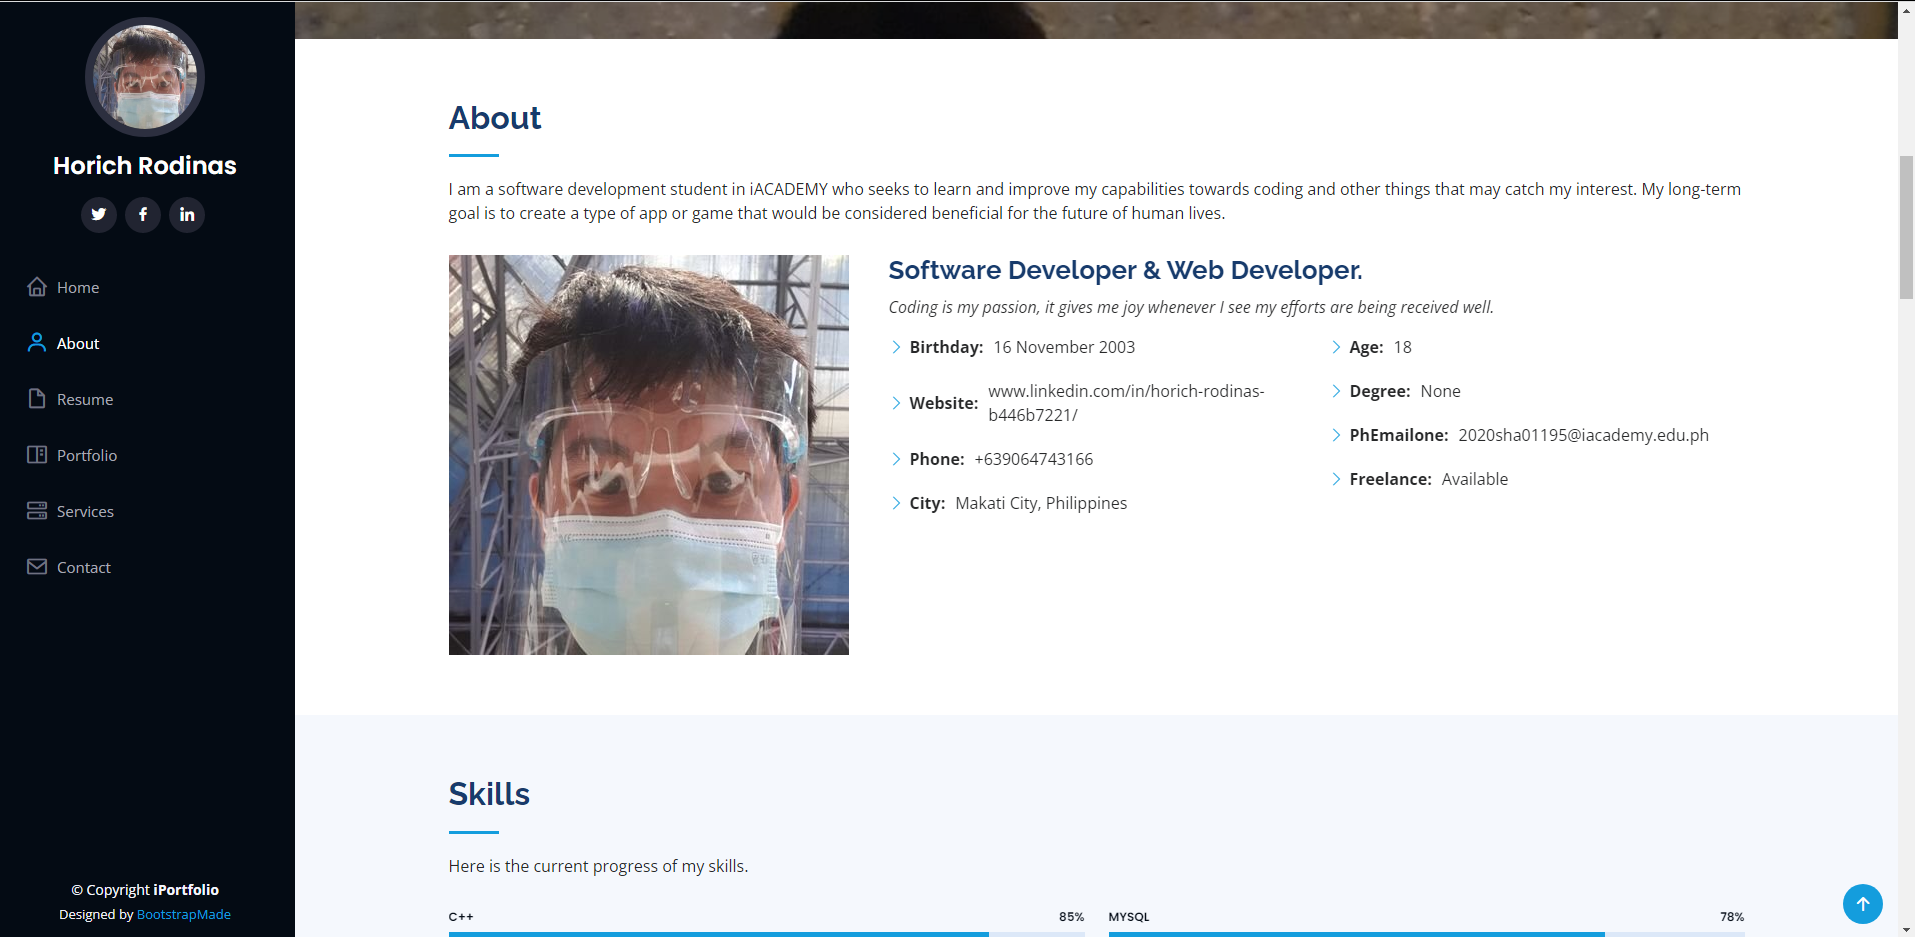 Horich Rodinas
Home
About
Resume
Portfolio
Services
Contact
© Copyright iPortfolio
Designed by BootstrapMade
About
I am a software development student in iACADEMY who seeks to learn and improve my capabilities towards coding and other things that may catch my interest. My long-term
goal is to create a type of app or game that would be considered beneficial for the future of human lives.
Software Developer & Web Developer.
Coding is my passion, it gives me joy whenever I see my efforts are being received well.
Birthday: 16 November 2003
Website: www.linkedin.com/in/horich-rodinas-
b446b7221/
Phone: +639064743166
City: Makati City, Philippines
Age: 18
Degree: None
PhEmailone: 2020sha01195@iacademy.edu.ph
Freelance: Available
Skills
Here is the current progress of my skills.
C++ 85%
MYSQL 78%